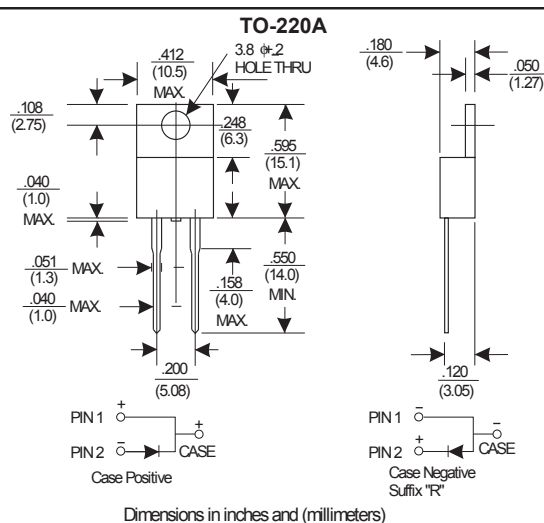 TO-220A
.412
(10.5)
MAX.
3.8 ϕ+.2
HOLE THRU
.180
(4.6)
.050
(1.27)
.108
(2.75)
.248
(6.3)
.595
(15.1)
MAX.
.040
(1.0)
MAX.
.051
(1.3)
MAX.
.040
(1.0)
MAX.
.158
(4.0)
MAX.
.550
(14.0)
MIN.
.200
(5.08)
.120
(3.05)
PIN 1 +
PIN 2 -
+
CASE
Case Positive
PIN 1 -
PIN 2 +
-
CASE
Case Negative
Suffix "R"
Dimensions in inches and (millimeters)